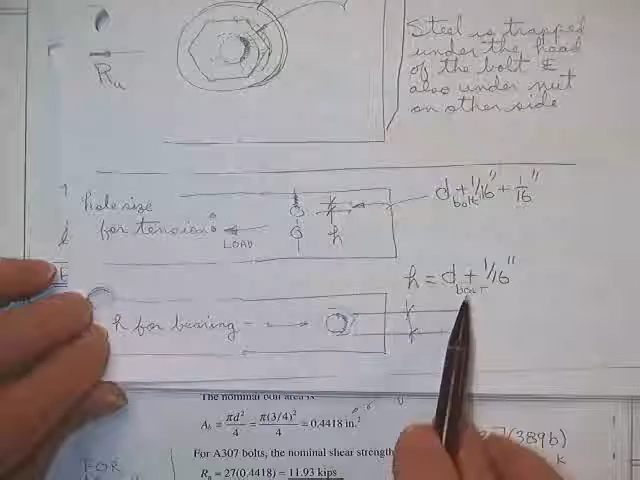 Steel is trapped
under the head
of the bolt &
also under nut
on other side
Ru
hole size
for tension:
LOAD
h
d bolt + 1/16" + 1/16"
h = d bolt + 1/16"
h for bearing
The nominal bolt area is
A_b = πd²/4 = π(3/4)²/4 = 0.4418 in.²
(389b)
For A307 bolts, the nominal shear strength
K
R_n = 27(0.4418) = 11.93 kips
FOR